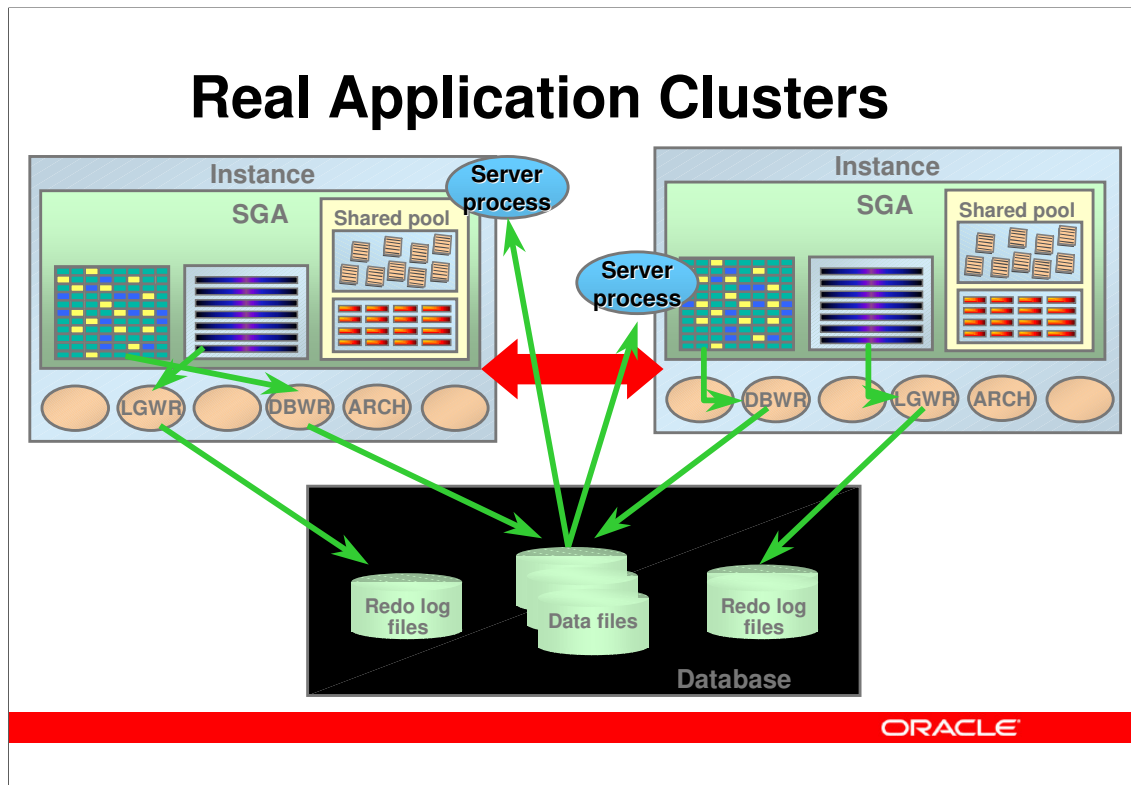 Real Application Clusters
Instance
SGA
Shared pool
Server
process
LGWR
DBWR
ARCH
Instance
SGA
Shared pool
Server
process
DBWR
LGWR
ARCH
Redo log
files
Data files
Redo log
files
Database
ORACLE